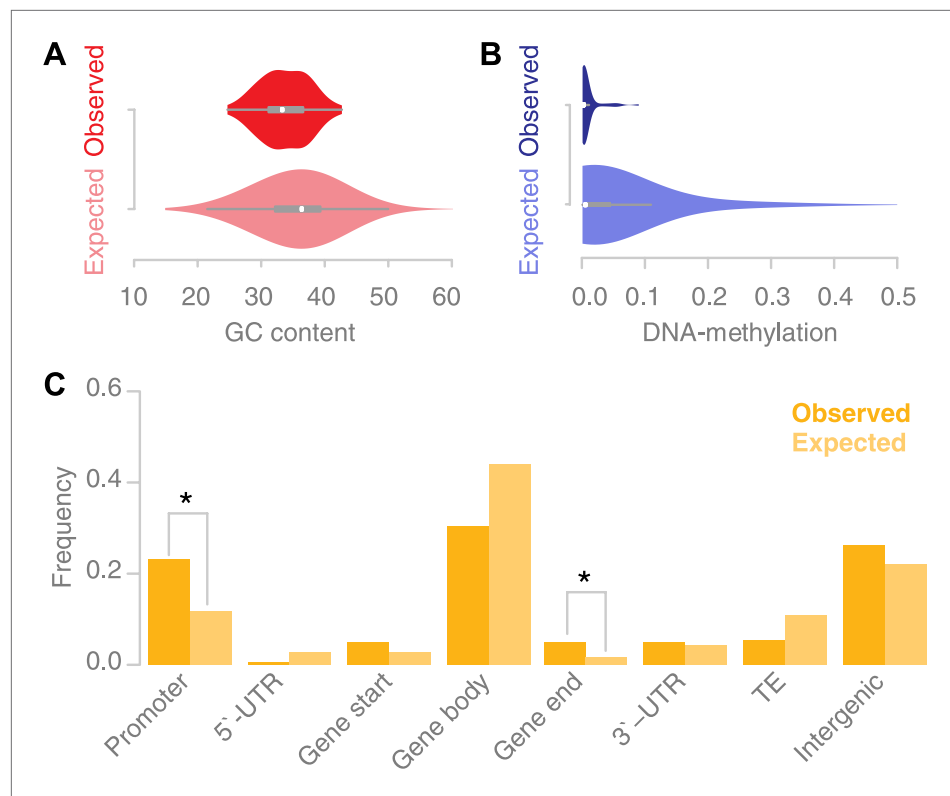 A
Observed
Expected
10 20 30 40 50 60
GC content
B
Observed
Expected
0.0 0.1 0.2 0.3 0.4 0.5
DNA-methylation
C
0.6
0.4
0.2
0.0
Frequency
Observed
Expected
*
*
Promoter
5`-UTR
Gene start
Gene body
Gene end
3`-UTR
TE
Intergenic